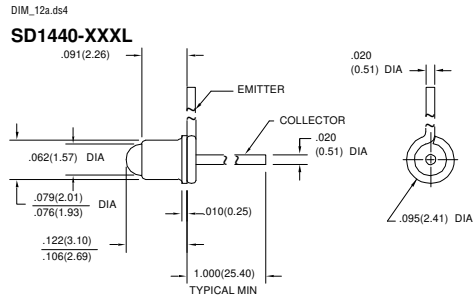 DIM_12a.ds4
SD1440-XXXL
.091(2.26)
EMITTER
COLLECTOR
.020
(0.51) DIA
.062(1.57) DIA
.020
(0.51) DIA
.079(2.01)
.076(1.93) DIA
.010(0.25)
.095(2.41) DIA
.122(3.10)
.106(2.69)
1.000(25.40)
TYPICAL MIN